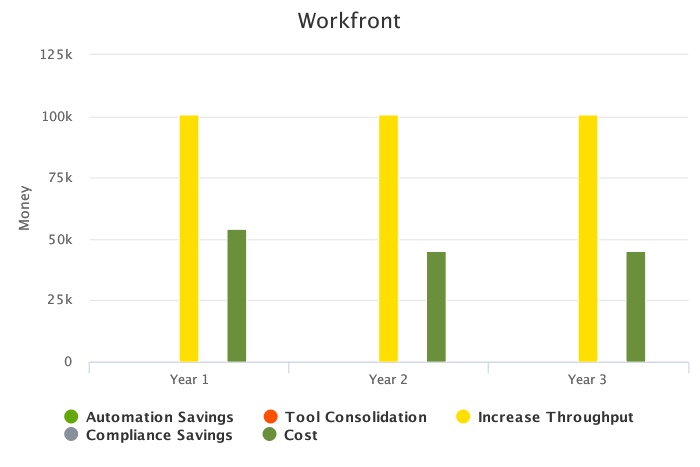 Workfront
125k
100k
75k
50k
25k
0
Money
Year 1 Year 2 Year 3
Automation Savings Tool Consolidation Increase Throughput
Compliance Savings Cost